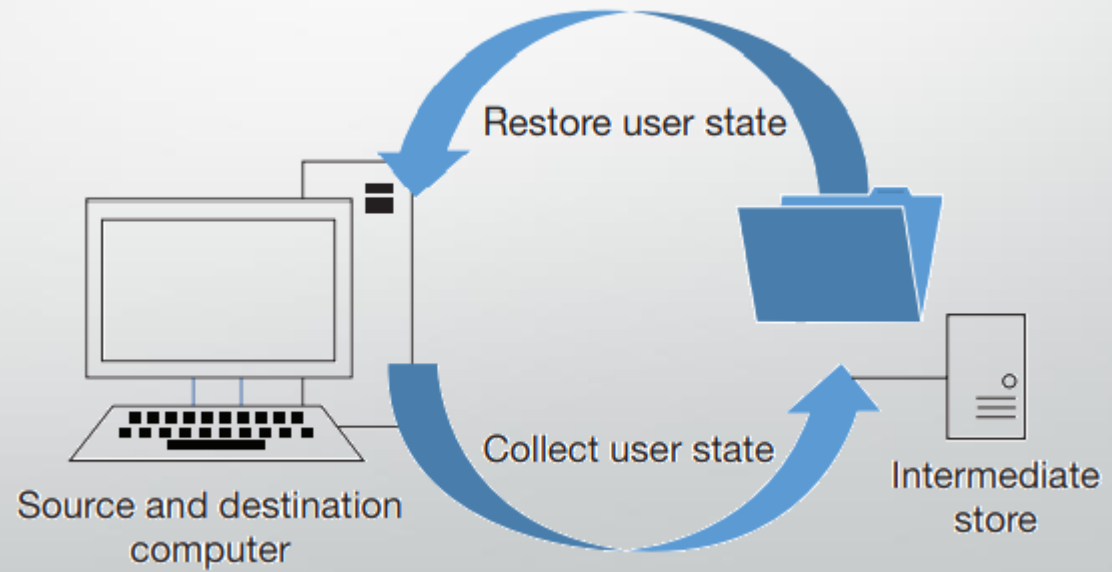 Restore user state
Collect user state
Source and destination
computer
Intermediate
store